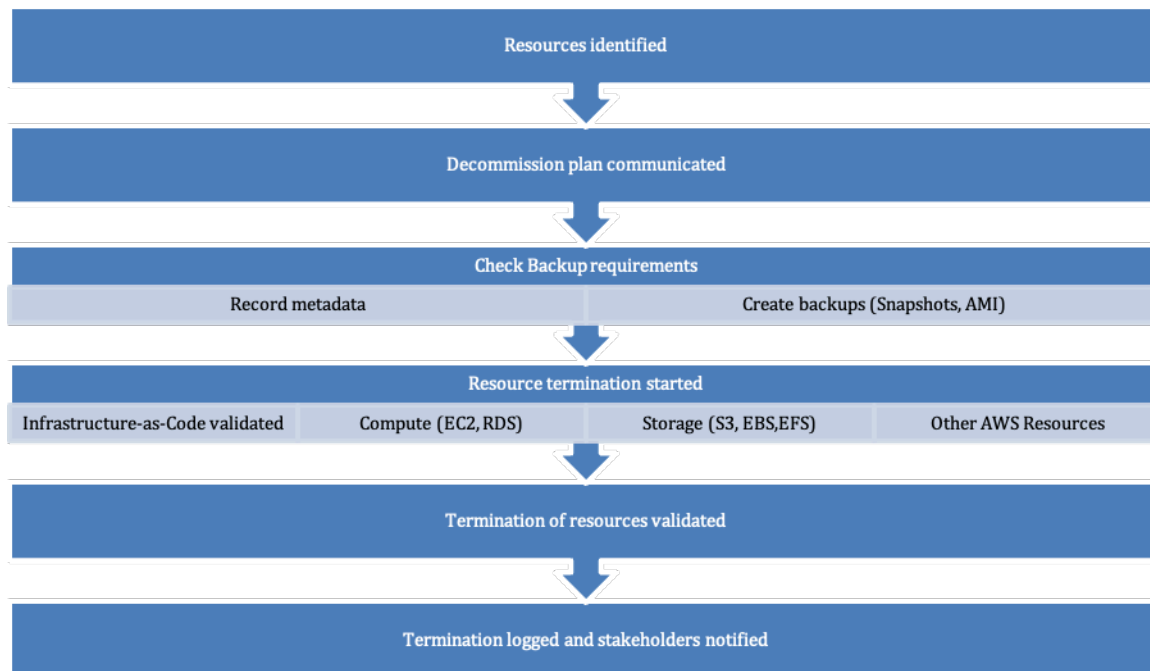 Resources identified
Decommission plan communicated
Check Backup requirements
Record metadata
Create backups (Snapshots, AMI)
Resource termination started
Infrastructure-as-Code validated
Compute (EC2, RDS)
Storage (S3, EBS,EFS)
Other AWS Resources
Termination of resources validated
Termination logged and stakeholders notified